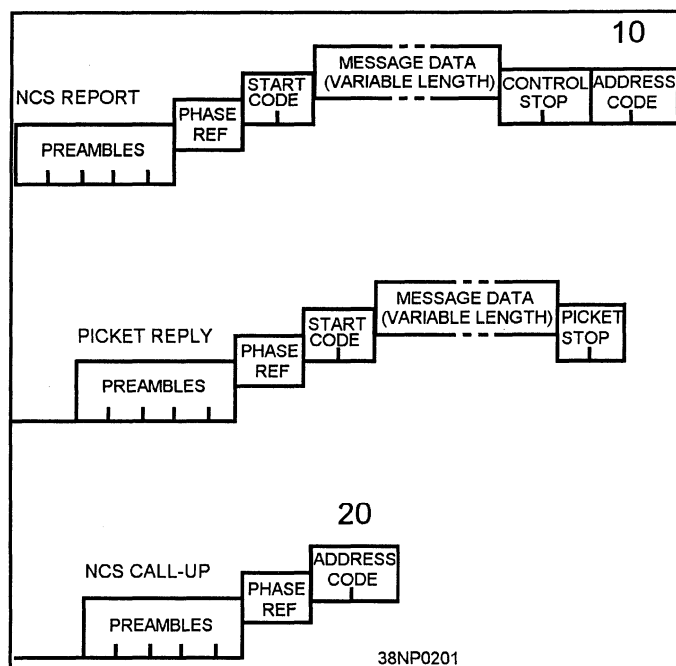 10
NCS REPORT
PREAMBLES
PHASE
REF
START
CODE
MESSAGE DATA
(VARIABLE LENGTH)
CONTROL
STOP
ADDRESS
CODE
PICKET REPLY
PREAMBLES
PHASE
REF
START
CODE
MESSAGE DATA
(VARIABLE LENGTH)
PICKET
STOP
20
NCS CALL-UP
PREAMBLES
PHASE
REF
ADDRESS
CODE
38NP0201